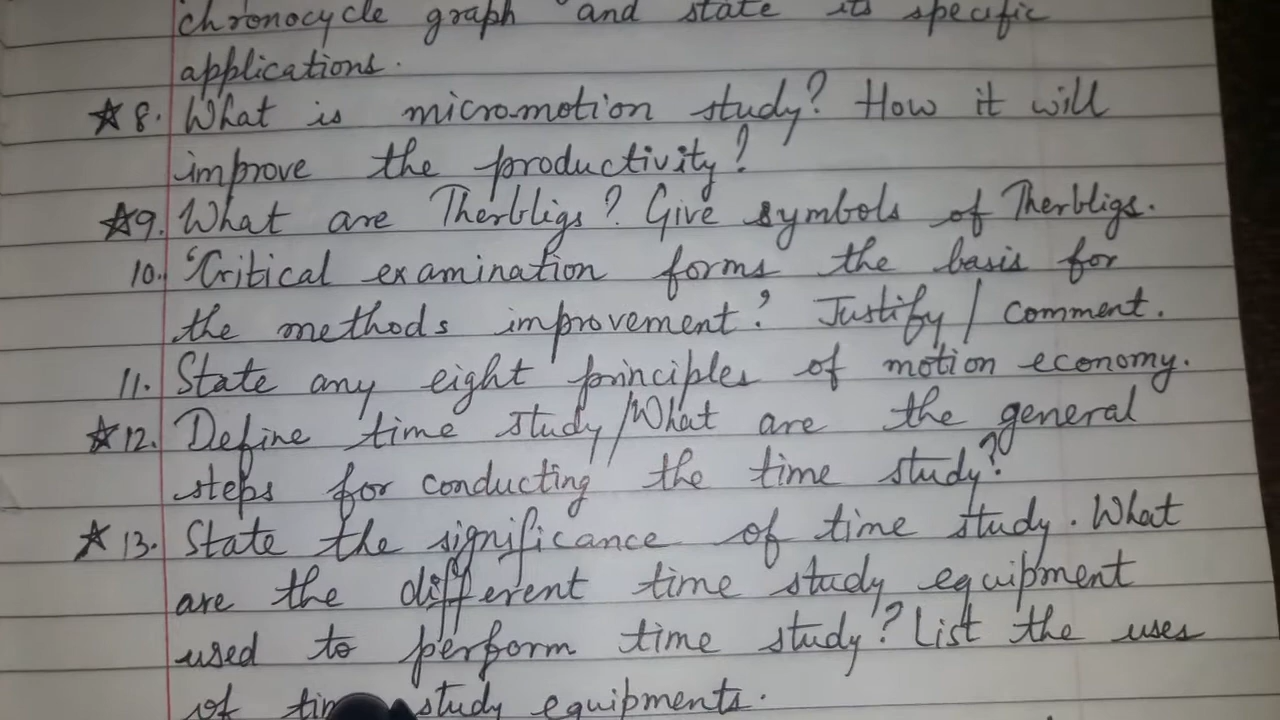 chronocycle graph and state its specific
applications.
☆8. What is micro-motion study? How it will
improve the productivity?
☆9. What are Therbligs? Give symbols of Therbligs.
10. 'Critical examination forms the basis for
the methods improvement.' Justify / comment.
11. State any eight principles of motion economy.
☆12. Define time study/What are the general
steps for conducting the time study?
☆13. State the significance of time study. What
are the different time study equipment
used to perform time study? List the uses
of study equipments.